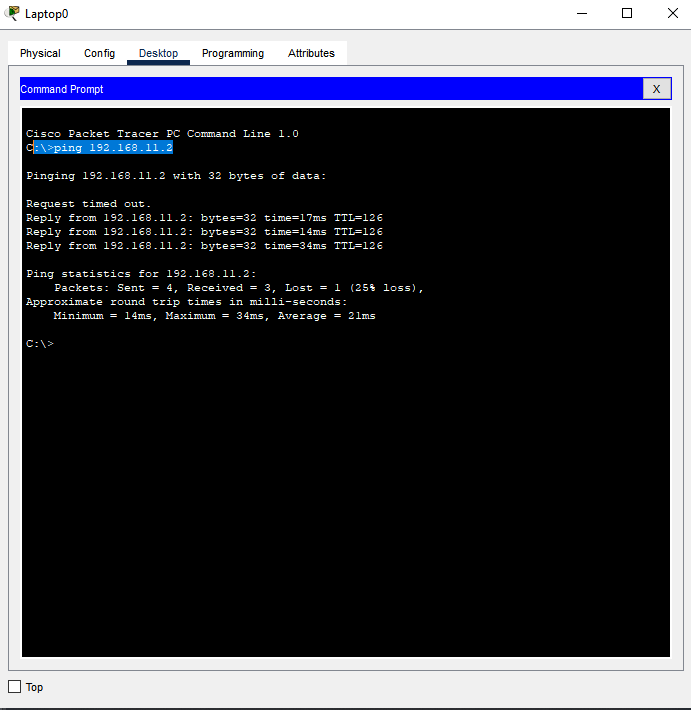 Laptop0
Physical Config Desktop Programming Attributes
Command Prompt X
Cisco Packet Tracer PC Command Line 1.0
C:\>ping 192.168.11.2
Pinging 192.168.11.2 with 32 bytes of data:
Request timed out.
Reply from 192.168.11.2: bytes=32 time=17ms TTL=126
Reply from 192.168.11.2: bytes=32 time=14ms TTL=126
Reply from 192.168.11.2: bytes=32 time=34ms TTL=126
Ping statistics for 192.168.11.2:
Packets: Sent = 4, Received = 3, Lost = 1 (25% loss),
Approximate round trip times in milli-seconds:
Minimum = 14ms, Maximum = 34ms, Average = 21ms
C:\>
Top